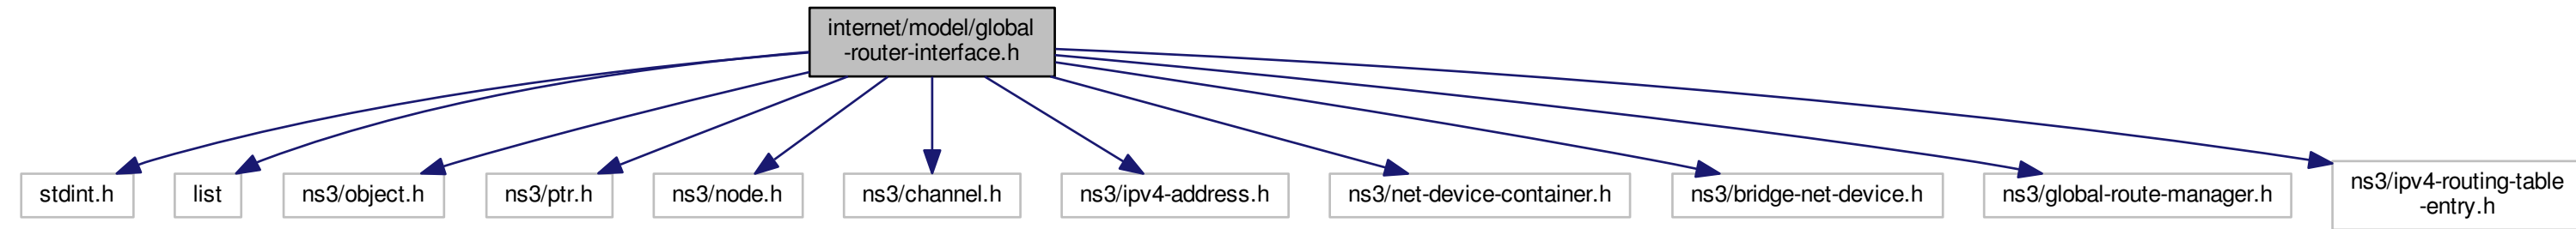 internet/model/global
-router-interface.h
stdint.h
list
ns3/object.h
ns3/ptr.h
ns3/node.h
ns3/channel.h
ns3/ipv4-address.h
ns3/net-device-container.h
ns3/bridge-net-device.h
ns3/global-route-manager.h
ns3/ipv4-routing-table
-entry.h